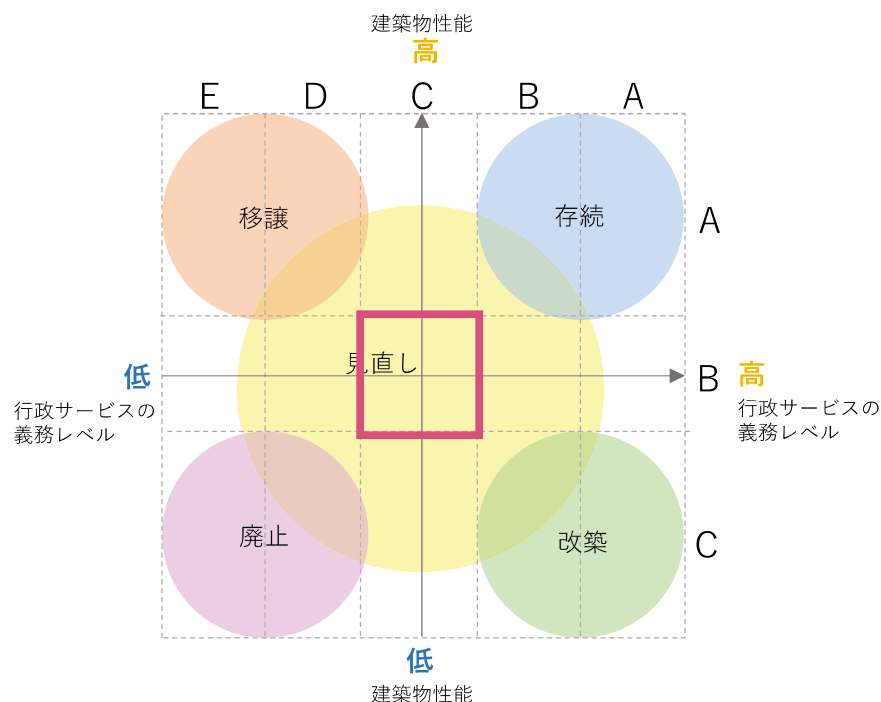 建築物性能
高
E D C B A
移譲
存続
A
見直し
低
B
高
行政サービスの
義務レベル
行政サービスの
義務レベル
廃止
改築
C
低
建築物性能